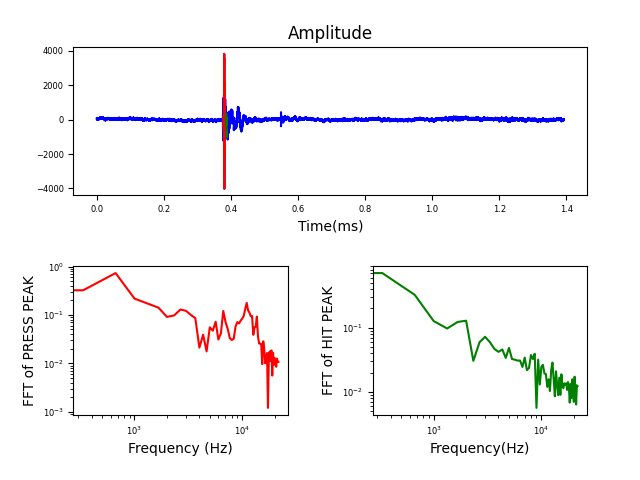 Amplitude
4000
2000
0
−2000
−4000
0.0 0.2 0.4 0.6 0.8 1.0 1.2 1.4
Time(ms)
FFT of PRESS PEAK
10⁰
10⁻¹
10⁻²
10⁻³
10³ 10⁴
Frequency (Hz)
FFT of HIT PEAK
10⁻¹
10⁻²
10³ 10⁴
Frequency(Hz)